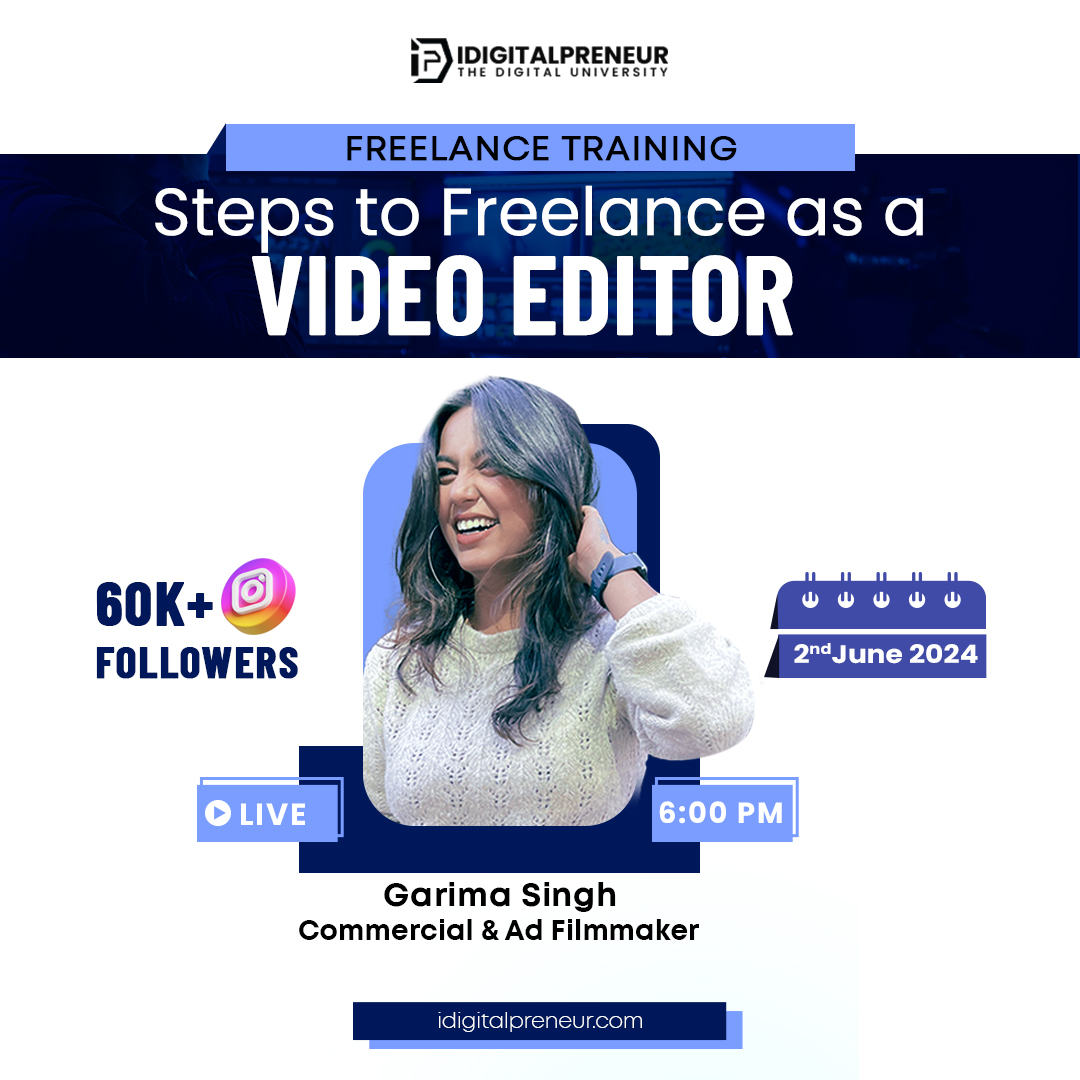 IDIGITALPRENEUR
THE DIGITAL UNIVERSITY
FREELANCE TRAINING
Steps to Freelance as a
VIDEO EDITOR
60K+
FOLLOWERS
2nd June 2024
LIVE
6:00 PM
Garima Singh
Commercial & Ad Filmmaker
idigitalpreneur.com